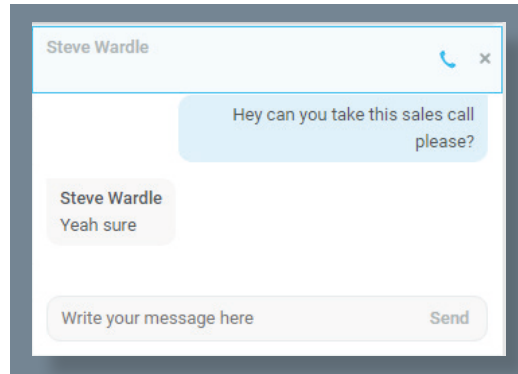 Steve Wardle
Hey can you take this sales call
please?
Steve Wardle
Yeah sure
Write your message here
Send